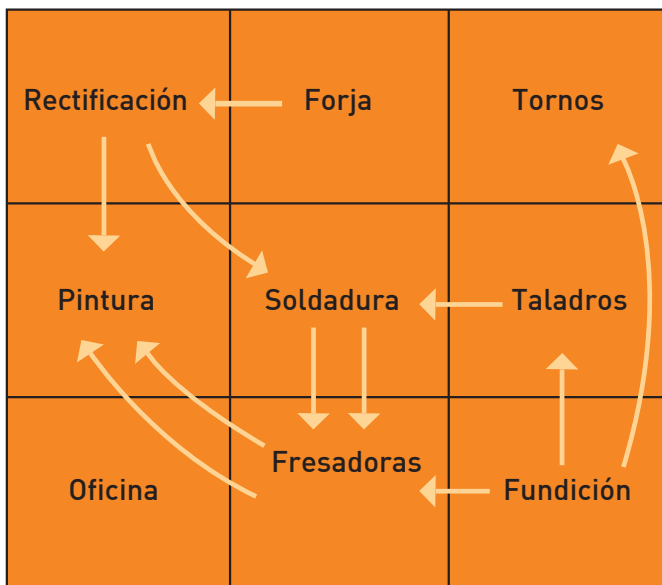 Rectificación
Forja
Tornos
Pintura
Soldadura
Taladros
Oficina
Fresadoras
Fundición